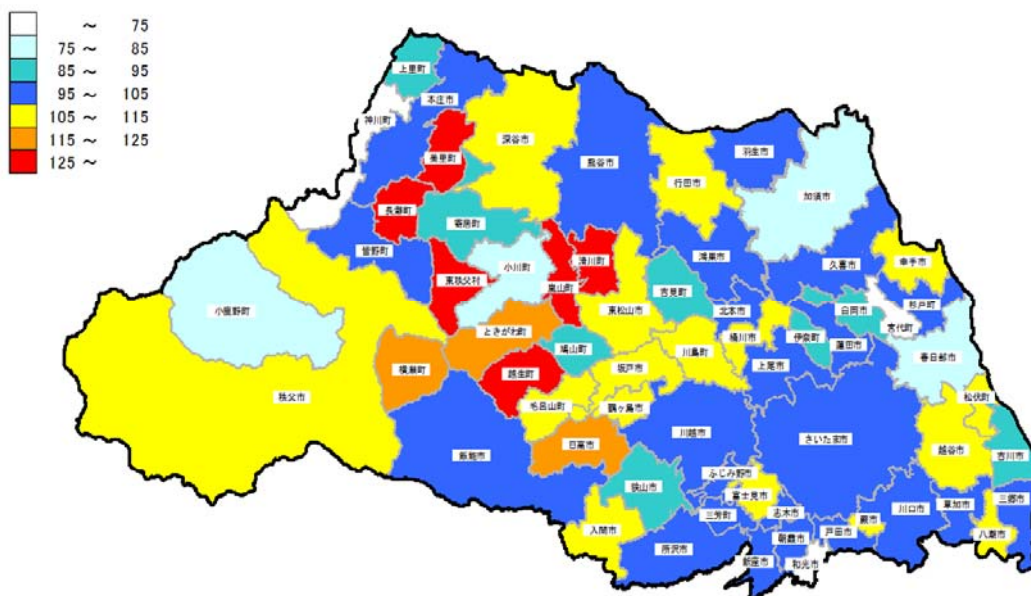 ～ 75
75 ～ 85
85 ～ 95
95 ～ 105
105 ～ 115
115 ～ 125
125 ～
上里町
本庄市
神川町
深谷市
美里町
熊谷市
羽生市
行田市
加須市
長瀞町
寄居町
皆野町
鴻巣市
久喜市
幸手市
小川町
滑川町
東秩父村
嵐山町
吉見町
小鹿野町
東松山市
北本市
白岡市
杉戸町
宮代町
ときがわ町
桶川市
伊奈町
蓮田市
鳩山町
川島町
上尾市
春日部市
横瀬町
坂戸市
越生町
秩父市
松伏町
毛呂山町
鶴ヶ島市
川越市
さいたま市
日高市
越谷市
飯能市
吉川市
ふじみ野市
狭山市
富士見市
三芳町
志木市
川口市
草加市
三郷市
入間市
蕨市
戸田市
朝霞市
八潮市
所沢市
新座市
和光市